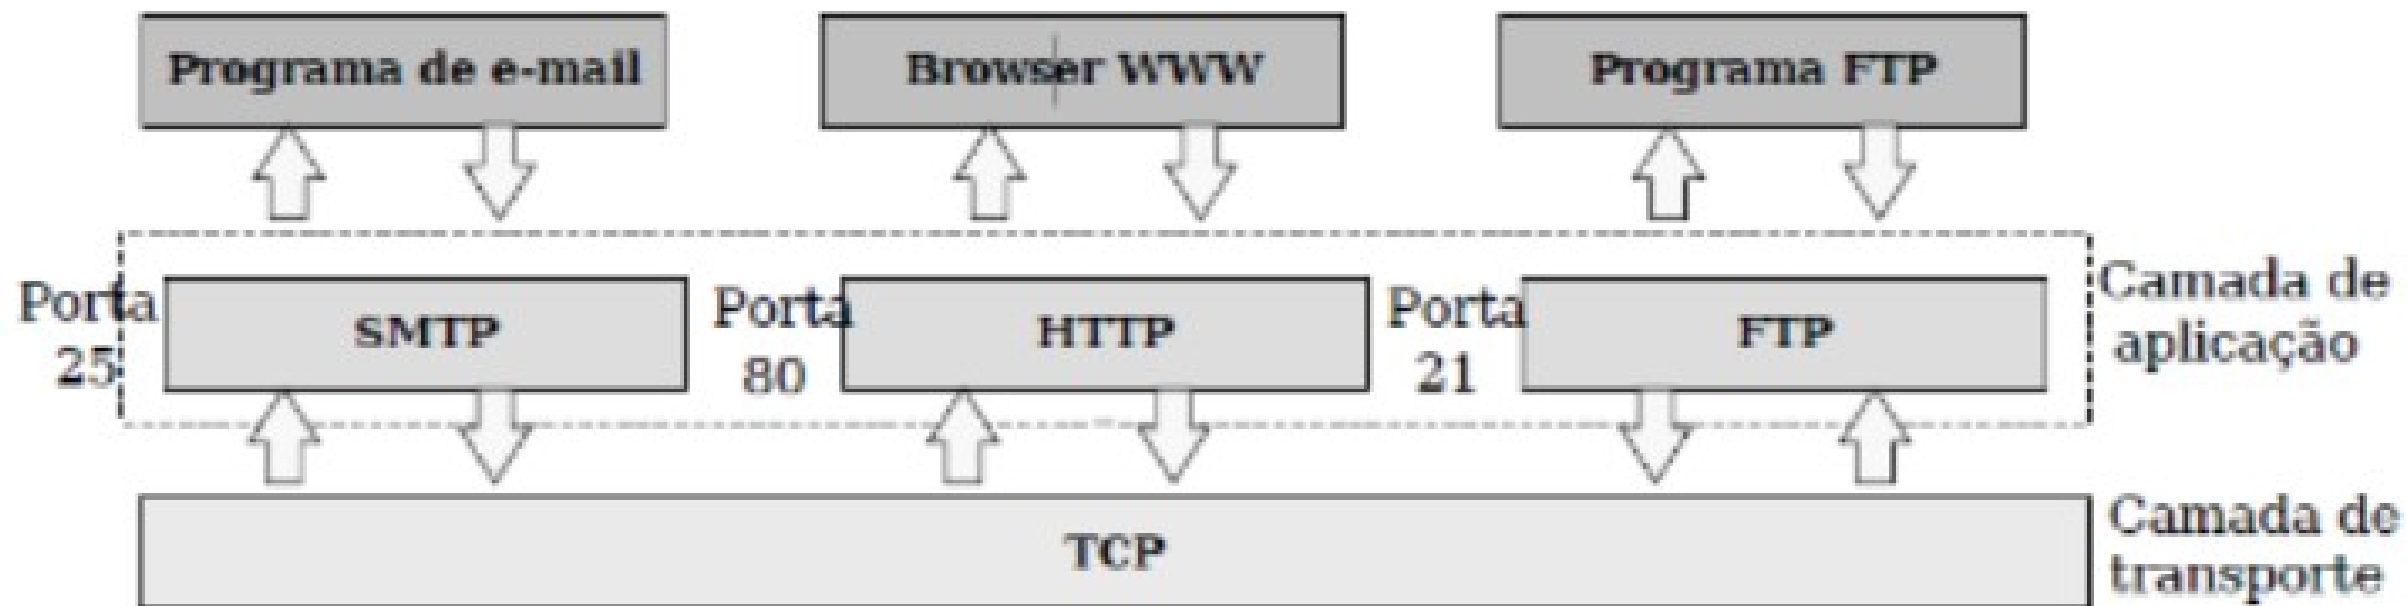 Programa de e-mail
Browser WWW
Programa FTP
Porta
25
SMTP
Porta
80
HTTP
Porta
21
FTP
Camada de
aplicação
TCP
Camada de
transporte